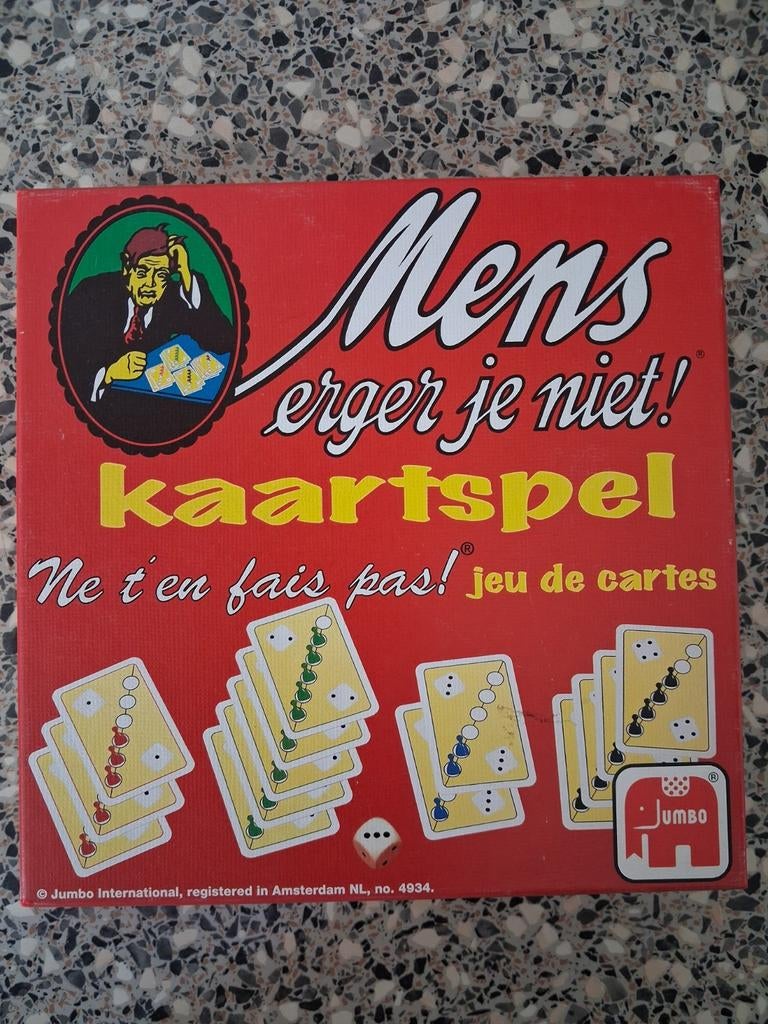 Mens
erger je niet!®
kaartspel
Ne t'en fais pas!® jeu de cartes
JUMBO ®
© Jumbo International, registered in Amsterdam NL, no. 4934.